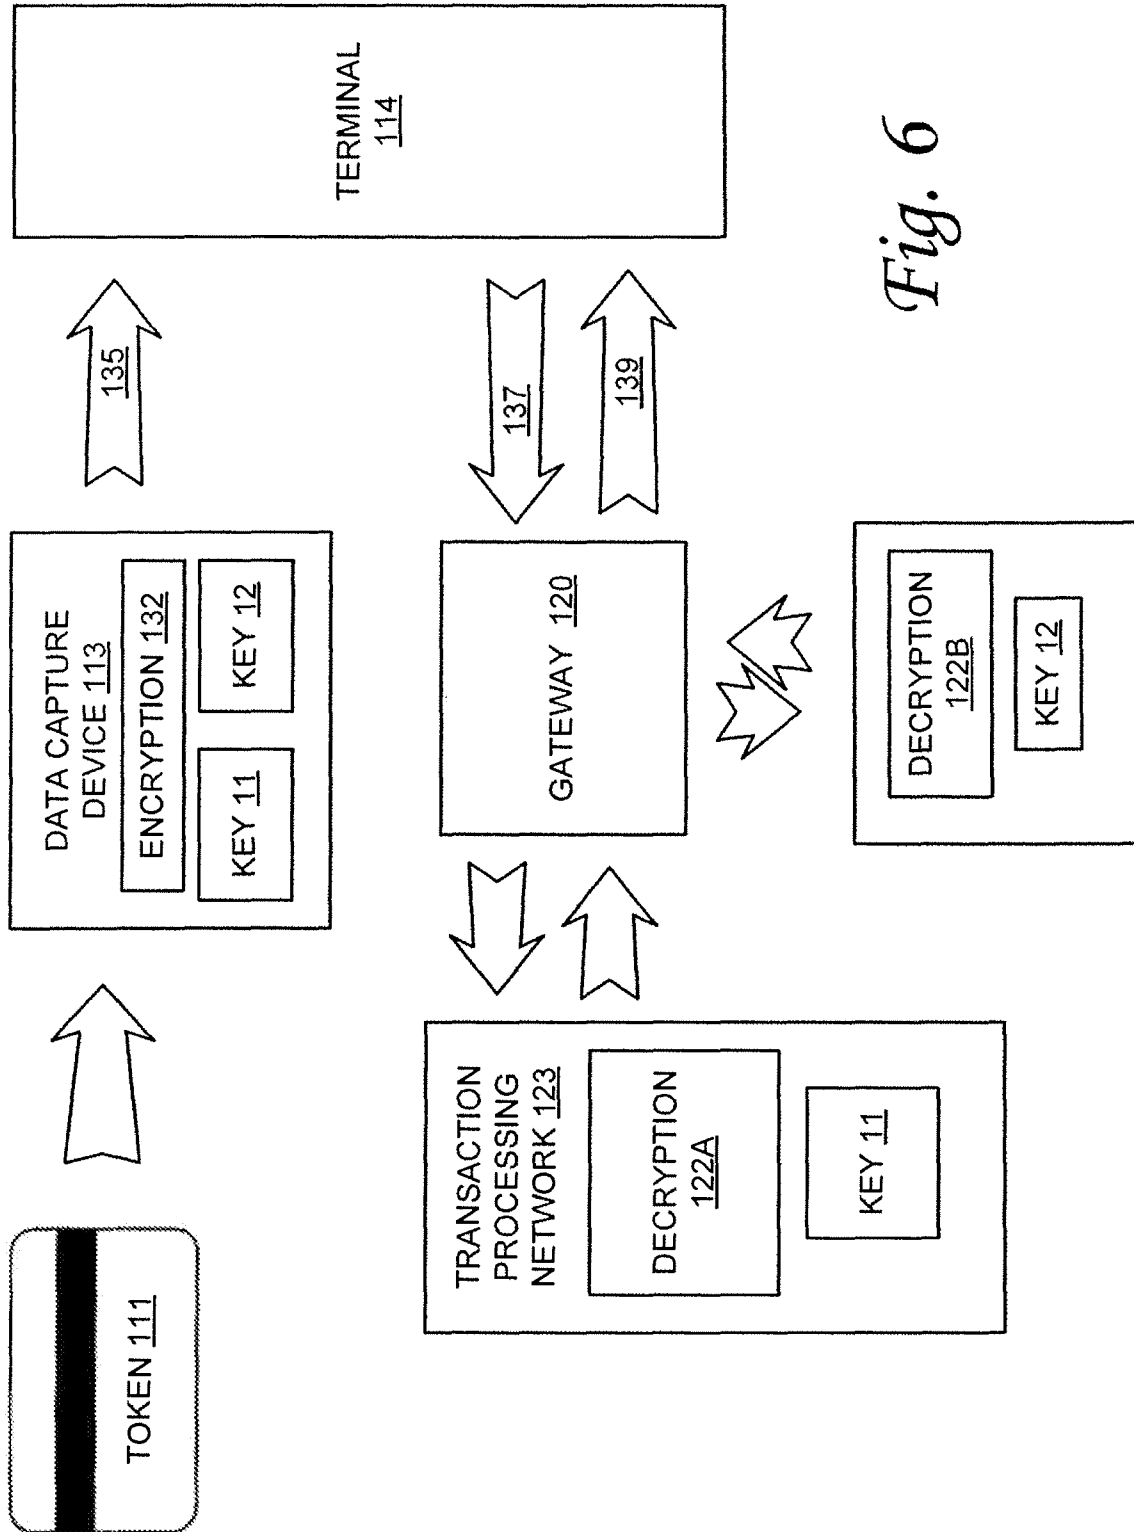 TOKEN 111
DATA CAPTURE
DEVICE 113
ENCRYPTION 132
KEY 11
KEY 12
135
TERMINAL
114
TRANSACTION
PROCESSING
NETWORK 123
DECRYPTION
122A
KEY 11
GATEWAY 120
137
139
DECRYPTION
122B
KEY 12
Fig. 6